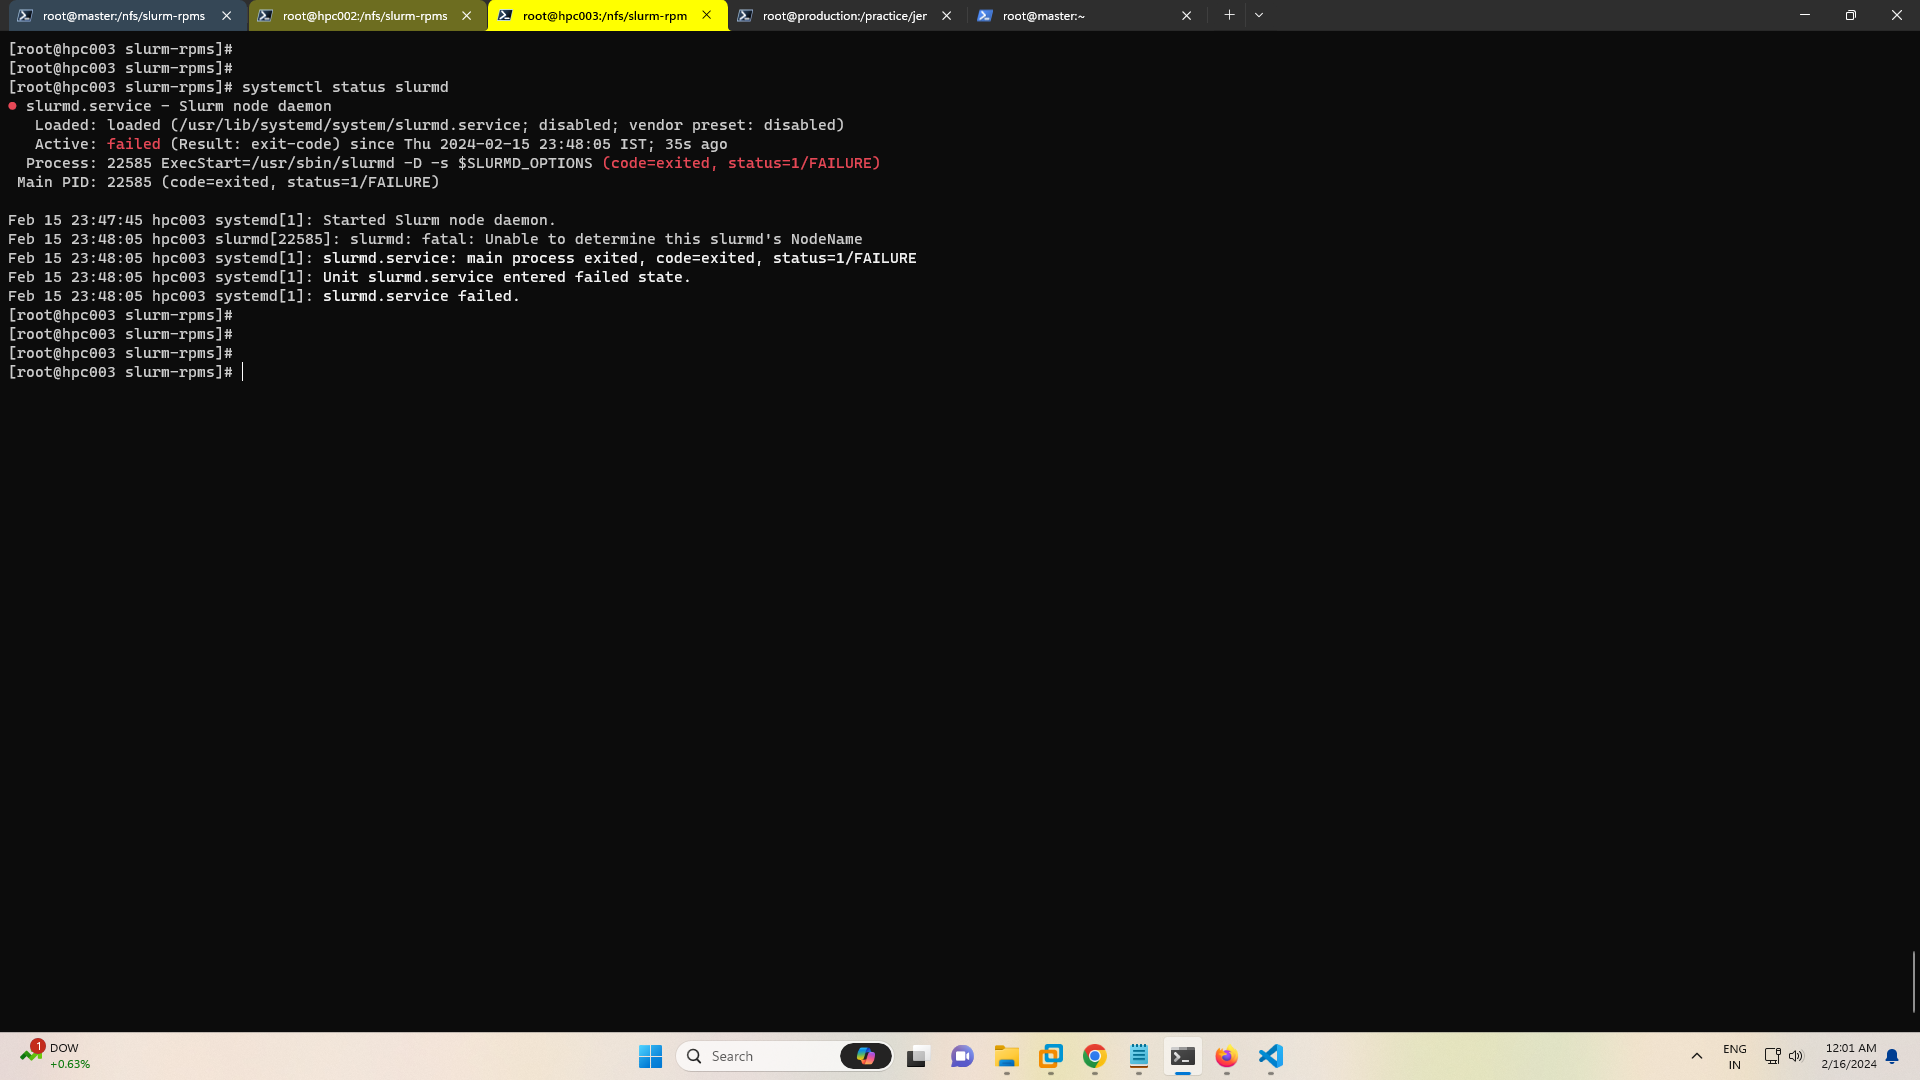 root@master:/nfs/slurm-rpms
root@hpc002:/nfs/slurm-rpms
root@hpc003:/nfs/slurm-rpm
root@production:/practice/jer
root@master:~
[root@hpc003 slurm-rpms]#
[root@hpc003 slurm-rpms]#
[root@hpc003 slurm-rpms]# systemctl status slurmd
● slurmd.service - Slurm node daemon
   Loaded: loaded (/usr/lib/systemd/system/slurmd.service; disabled; vendor preset: disabled)
   Active: failed (Result: exit-code) since Thu 2024-02-15 23:48:05 IST; 35s ago
  Process: 22585 ExecStart=/usr/sbin/slurmd -D -s $SLURMD_OPTIONS (code=exited, status=1/FAILURE)
 Main PID: 22585 (code=exited, status=1/FAILURE)
Feb 15 23:47:45 hpc003 systemd[1]: Started Slurm node daemon.
Feb 15 23:48:05 hpc003 slurmd[22585]: slurmd: fatal: Unable to determine this slurmd's NodeName
Feb 15 23:48:05 hpc003 systemd[1]: slurmd.service: main process exited, code=exited, status=1/FAILURE
Feb 15 23:48:05 hpc003 systemd[1]: Unit slurmd.service entered failed state.
Feb 15 23:48:05 hpc003 systemd[1]: slurmd.service failed.
[root@hpc003 slurm-rpms]#
[root@hpc003 slurm-rpms]#
[root@hpc003 slurm-rpms]#
[root@hpc003 slurm-rpms]#
1
DOW
+0.63%
Search
ENG
IN
12:01 AM
2/16/2024